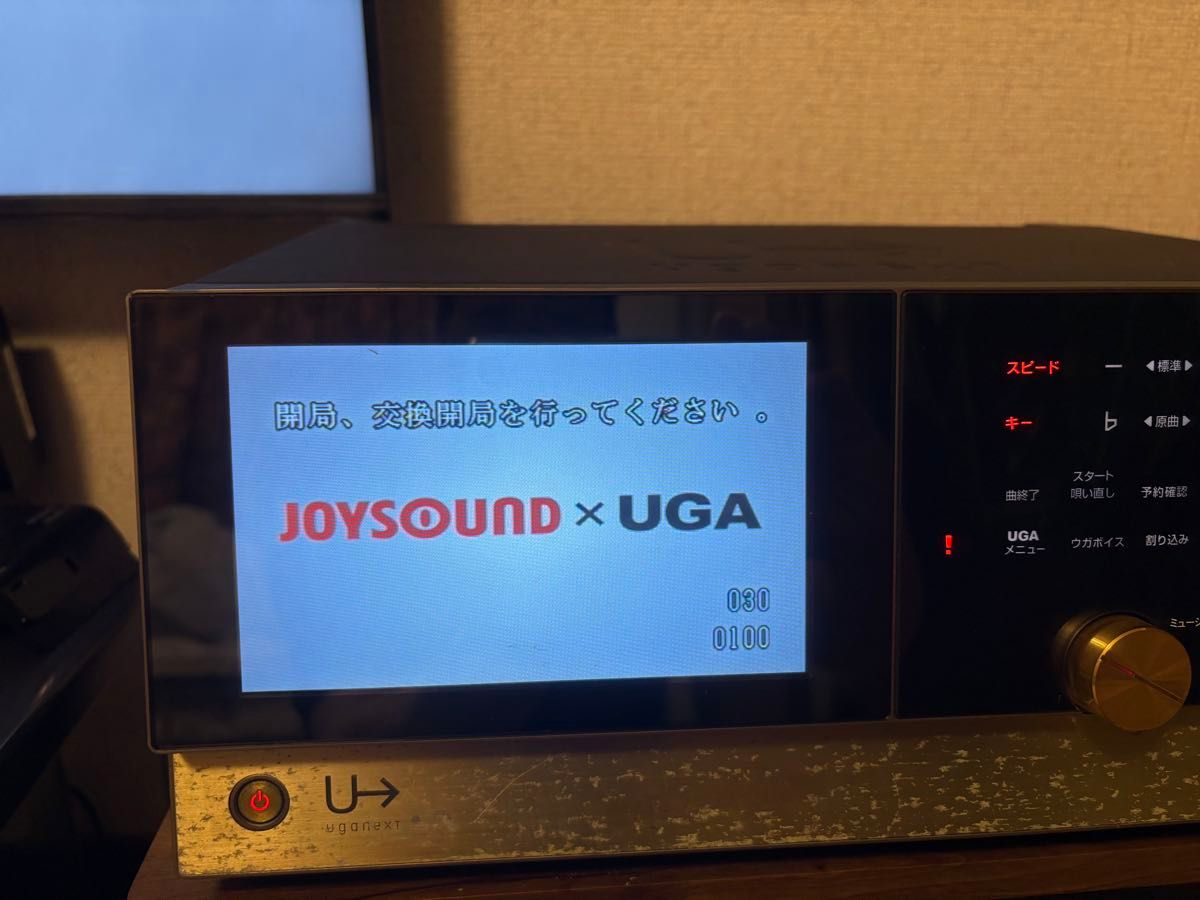 開局、交換開局を行ってください 。
JOYSOUND × UGA
030
0100
スピード － ◀標準▶
キー ♭ ◀原曲▶
曲終了 スタート 唄い直し 予約確認
! UGA メニュー ウガボイス 割り込み
ミュージ
U→
uganext